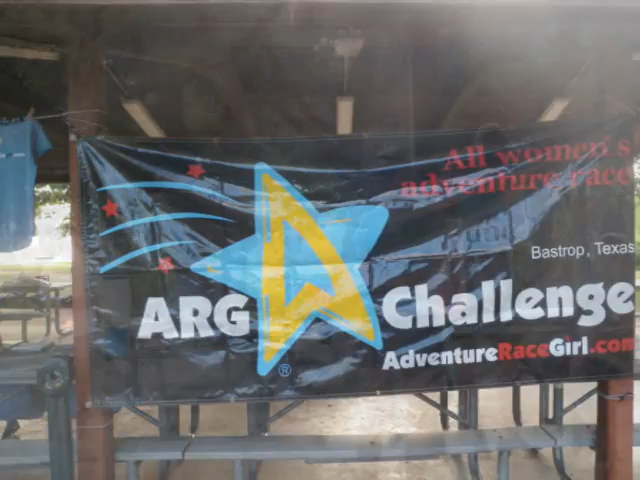 All women's
adventure race
Bastrop, Texas
ARG Challenge
®
AdventureRaceGirl.com